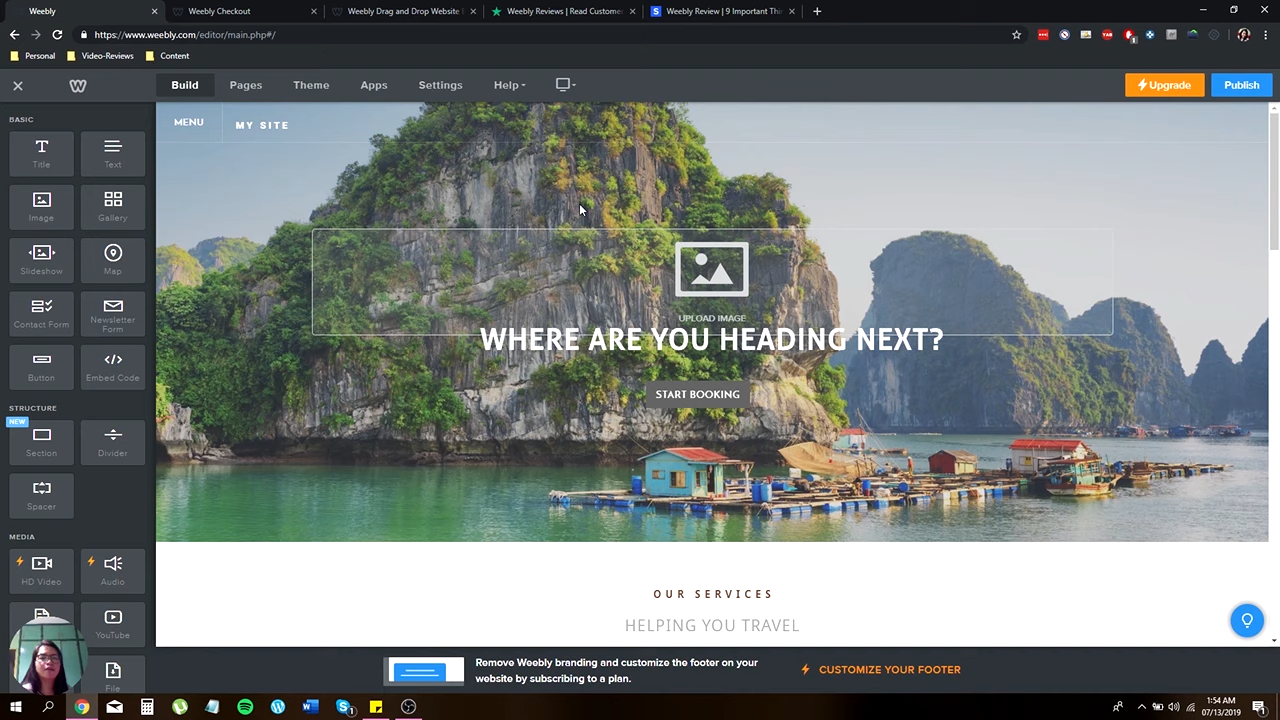 Weebly
Weebly Checkout
Weebly Drag and Drop Website
Weebly Reviews | Read Customer
Weebly Review | 9 Important Thi
https://www.weebly.com/editor/main.php#/
Personal
Video-Reviews
Content
Build
Pages
Theme
Apps
Settings
Help
Upgrade
Publish
BASIC
Title
Text
Image
Gallery
Slideshow
Map
Contact Form
Newsletter
Form
Button
Embed Code
STRUCTURE
NEW
Section
Divider
Spacer
MEDIA
HD Video
Audio
YouTube
File
MENU
MY SITE
UPLOAD IMAGE
WHERE ARE YOU HEADING NEXT?
START BOOKING
OUR SERVICES
HELPING YOU TRAVEL
Remove Weebly branding and customize the footer on your
website by subscribing to a plan.
CUSTOMIZE YOUR FOOTER
1:54 AM
07/13/2019